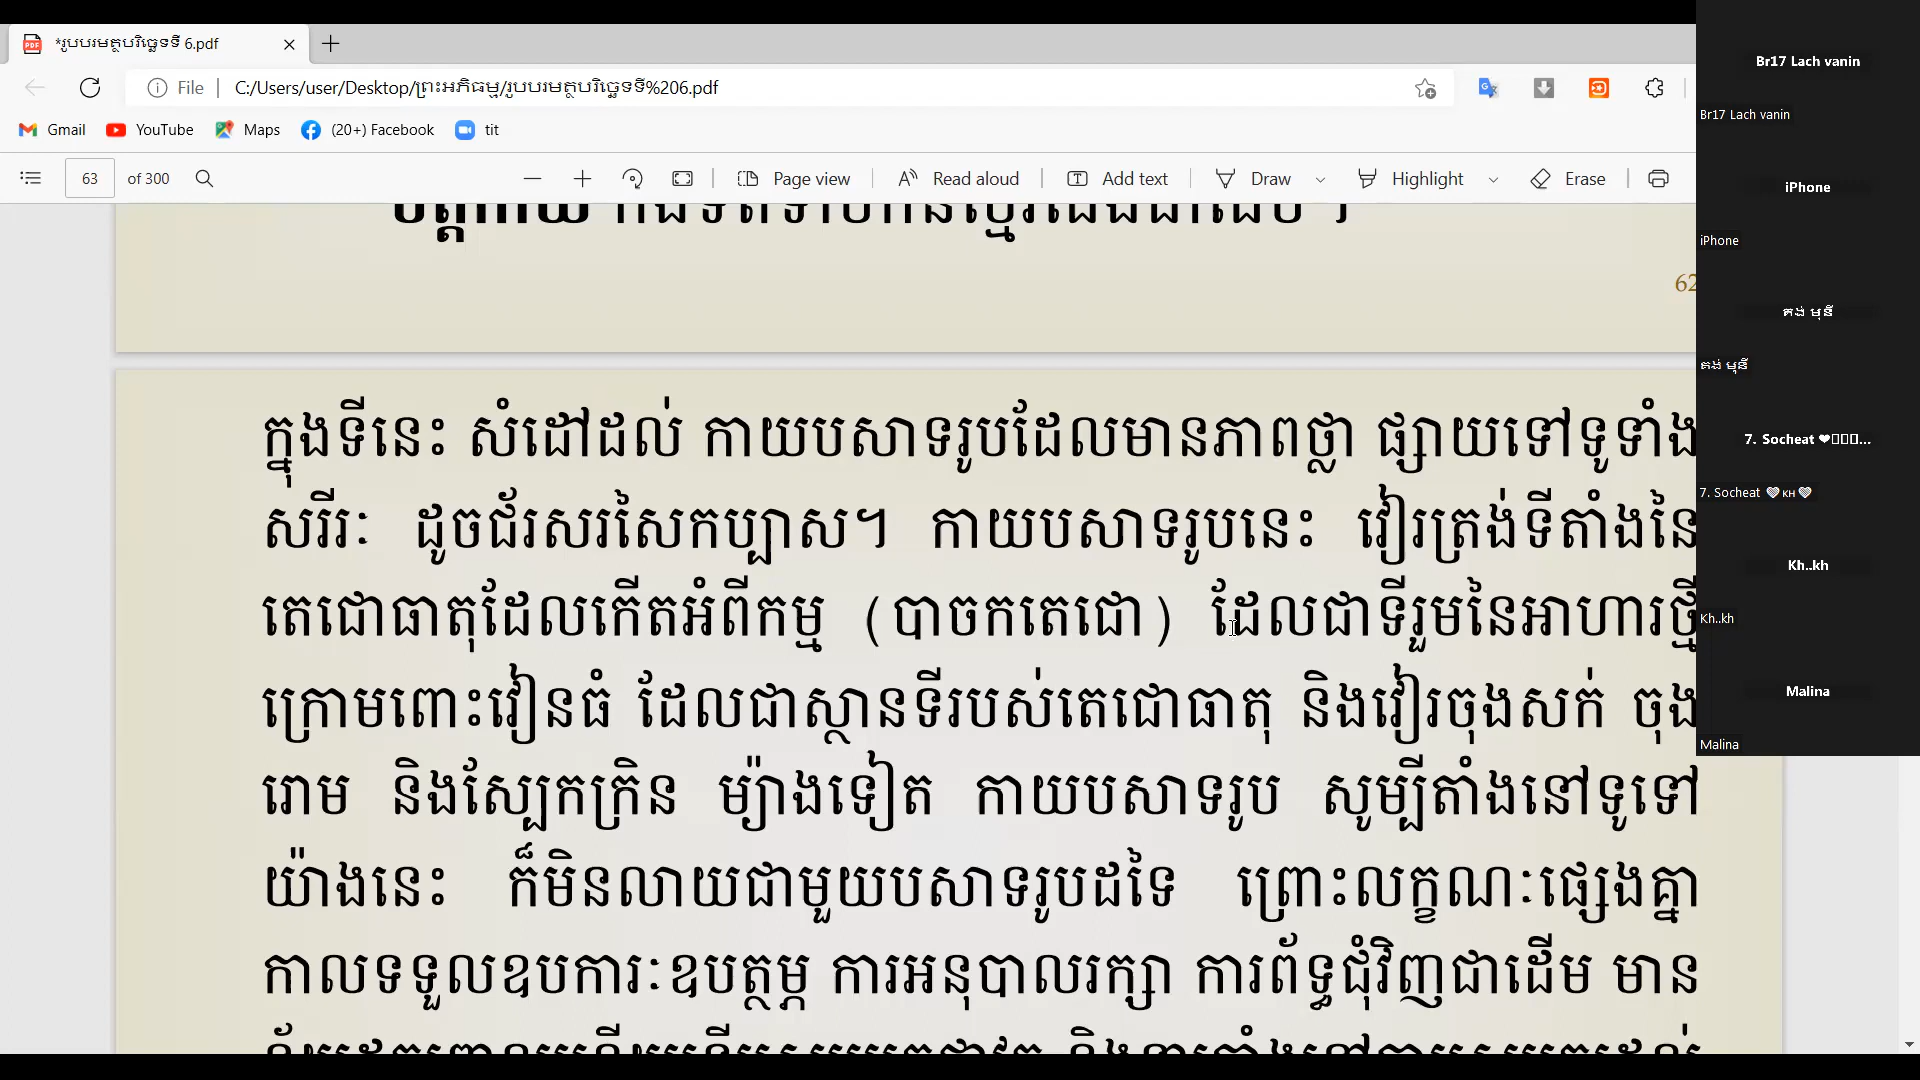 *រូបបរមត្ថបរិច្ឆេទទី 6.pdf
File C:/Users/user/Desktop/ព្រះអភិធម្ម/រូបបរមត្ថបរិច្ឆេទទី%206.pdf
Gmail YouTube Maps (20+) Facebook tit
63 of 300 Page view Read aloud Add text Draw Highlight Erase
62
ក្នុងទីនេះ សំដៅដល់ កាយបសាទរូបដែលមានភាពថ្លា ផ្សាយទៅទូទាំង
សរីរៈ ដូចជ័រសរសៃកប្បាស។ កាយបសាទរូបនេះ វៀរត្រង់ទីតាំងនៃ
តេជោធាតុដែលកើតអំពីកម្ម (បាចកតេជោ) ដែលជាទីរួមនៃអាហារថ្មី
ក្រោមពោះវៀនធំ ដែលជាស្ថានទីរបស់តេជោធាតុ និងវៀរចុងសក់ ចុង
រោម និងស្បែកក្រិន ម្យ៉ាងទៀត កាយបសាទរូប សូម្បីតាំងនៅទូទៅ
យ៉ាងនេះ ក៏មិនលាយជាមួយបសាទរូបដទៃ ព្រោះលក្ខណៈផ្សេងគ្នា
កាលទទួលឧបការៈឧបត្ថម្ភ ការអនុបាលរក្សា ការព័ទ្ធជុំវិញជាដើម មាន
Br17 Lach vanin
Br17 Lach vanin
iPhone
iPhone
គង់ មុនី
គង់ មុនី
7. Socheat ❤...
7. Socheat 🤍ᴋʜ🤍
Kh..kh
Kh..kh
Malina
Malina